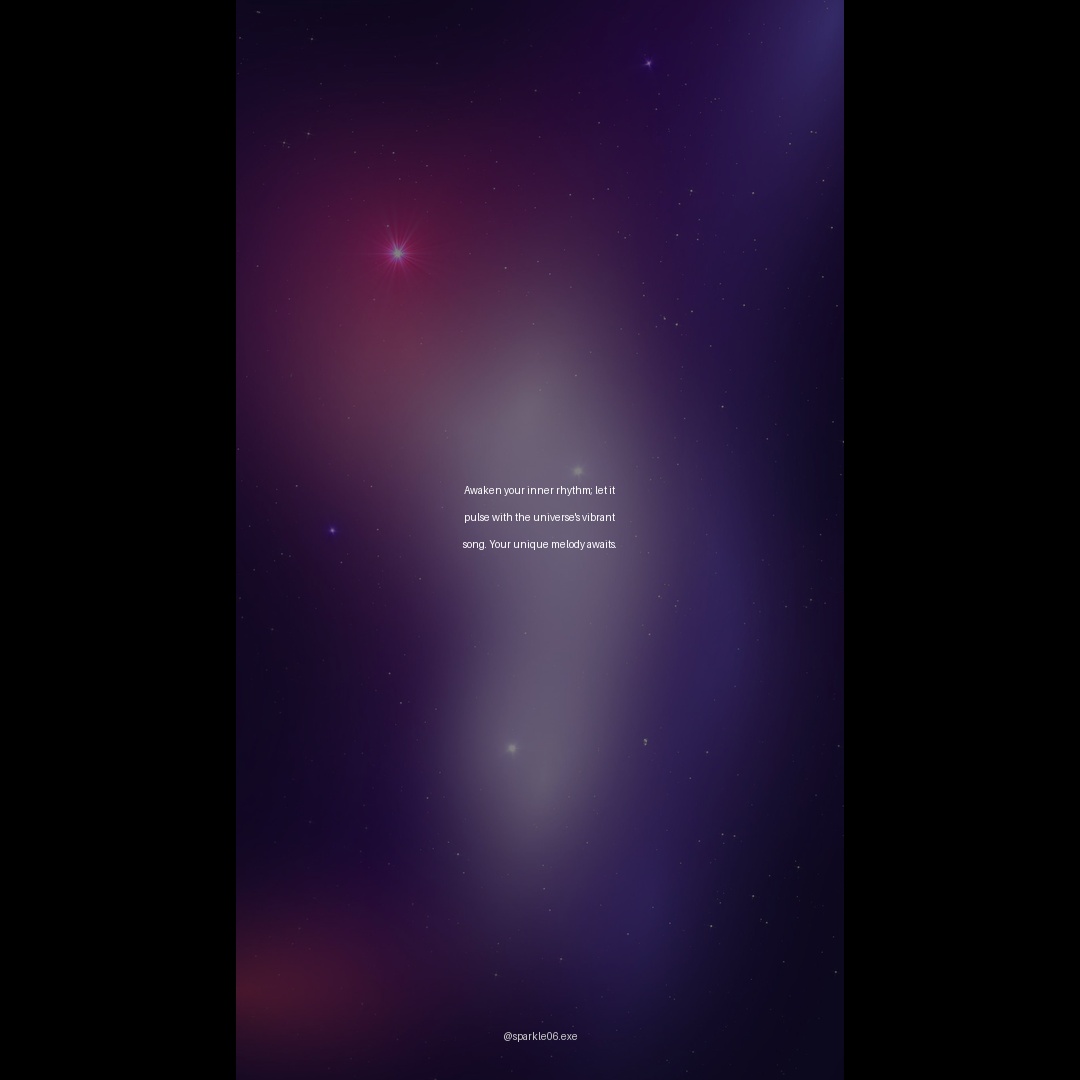 Awaken your inner rhythm; let it
pulse with the universe's vibrant
song. Your unique melody awaits.
@sparkle06.exe